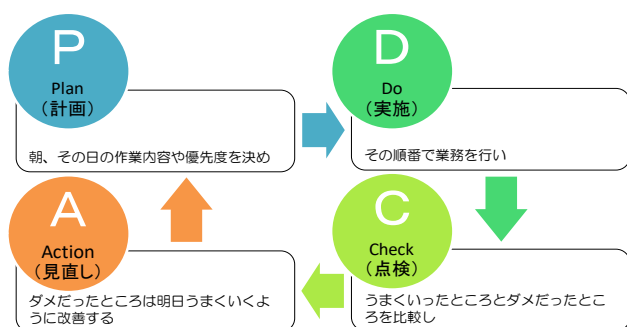 P
Plan
（計画）
朝、その日の作業内容や優先度を決め
D
Do
（実施）
その順番で業務を行い
C
Check
（点検）
うまくいったところとダメだったとこ
ろを比較し
A
Action
（見直し）
ダメだったところは明日うまくいくよ
うに改善する